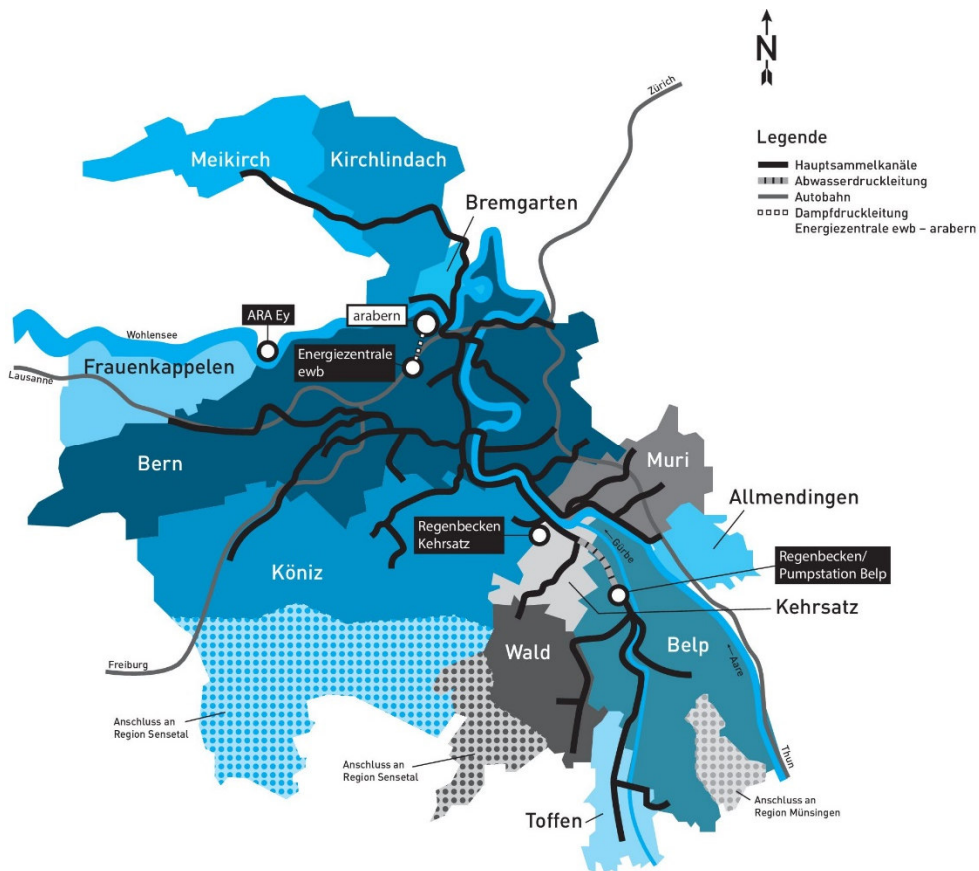 Zürich
N
Legende
Hauptsammelkanäle
Abwasserdruckleitung
Autobahn
Dampfdruckleitung
Energiezentrale ewb – arabern
Meikirch
Kirchlindach
Bremgarten
ARA Ey
arabern
Wohlensee
Energiezentrale
ewb
Frauenkappelen
Lausanne
Bern
Muri
Allmendingen
Regenbecken
Kehrsatz
←Gürbe
Regenbecken/
Pumpstation Belp
Köniz
Kehrsatz
Wald
Belp
←Aare
Freiburg
Anschluss an
Region Sensetal
Anschluss an
Region Sensetal
Thun
Anschluss an
Region Münsingen
Toffen